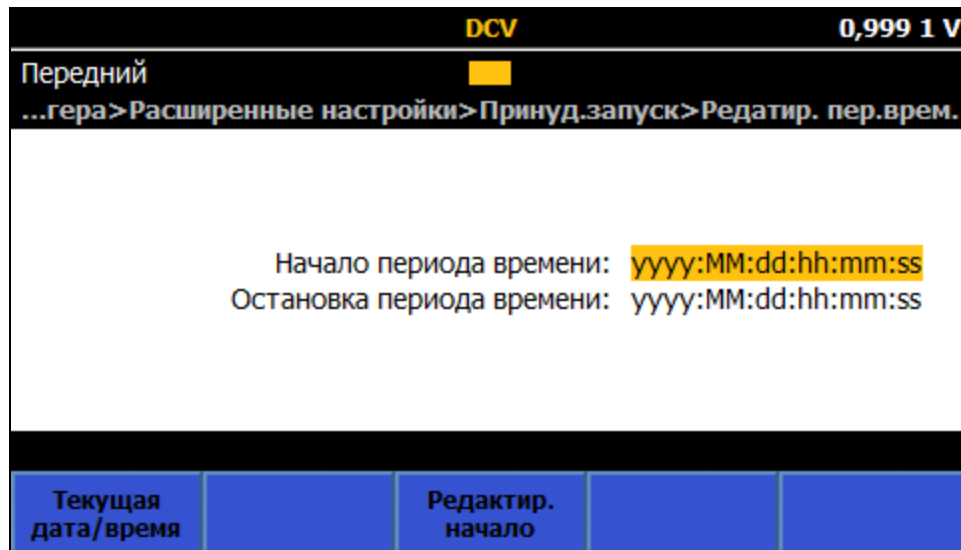 DCV 0,999 1 V
Передний
...гера>Расширенные настройки>Принуд.запуск>Редатир. пер.врем.
Начало периода времени: yyyy:MM:dd:hh:mm:ss
Остановка периода времени: yyyy:MM:dd:hh:mm:ss
Текущая
дата/время
Редактир.
начало